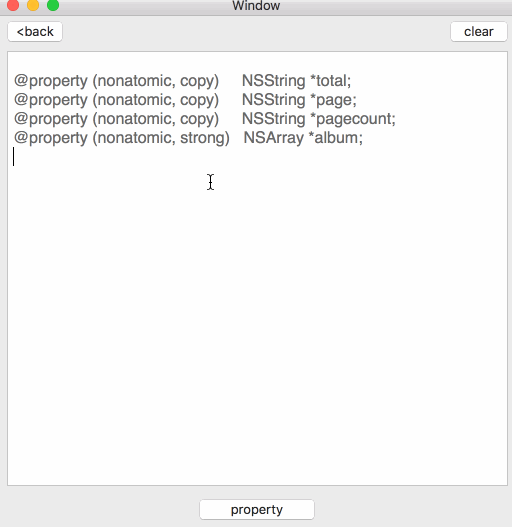 Window
<back
clear
@property (nonatomic, copy) NSString *total;
@property (nonatomic, copy) NSString *page;
@property (nonatomic, copy) NSString *pagecount;
@property (nonatomic, strong) NSArray *album;
property